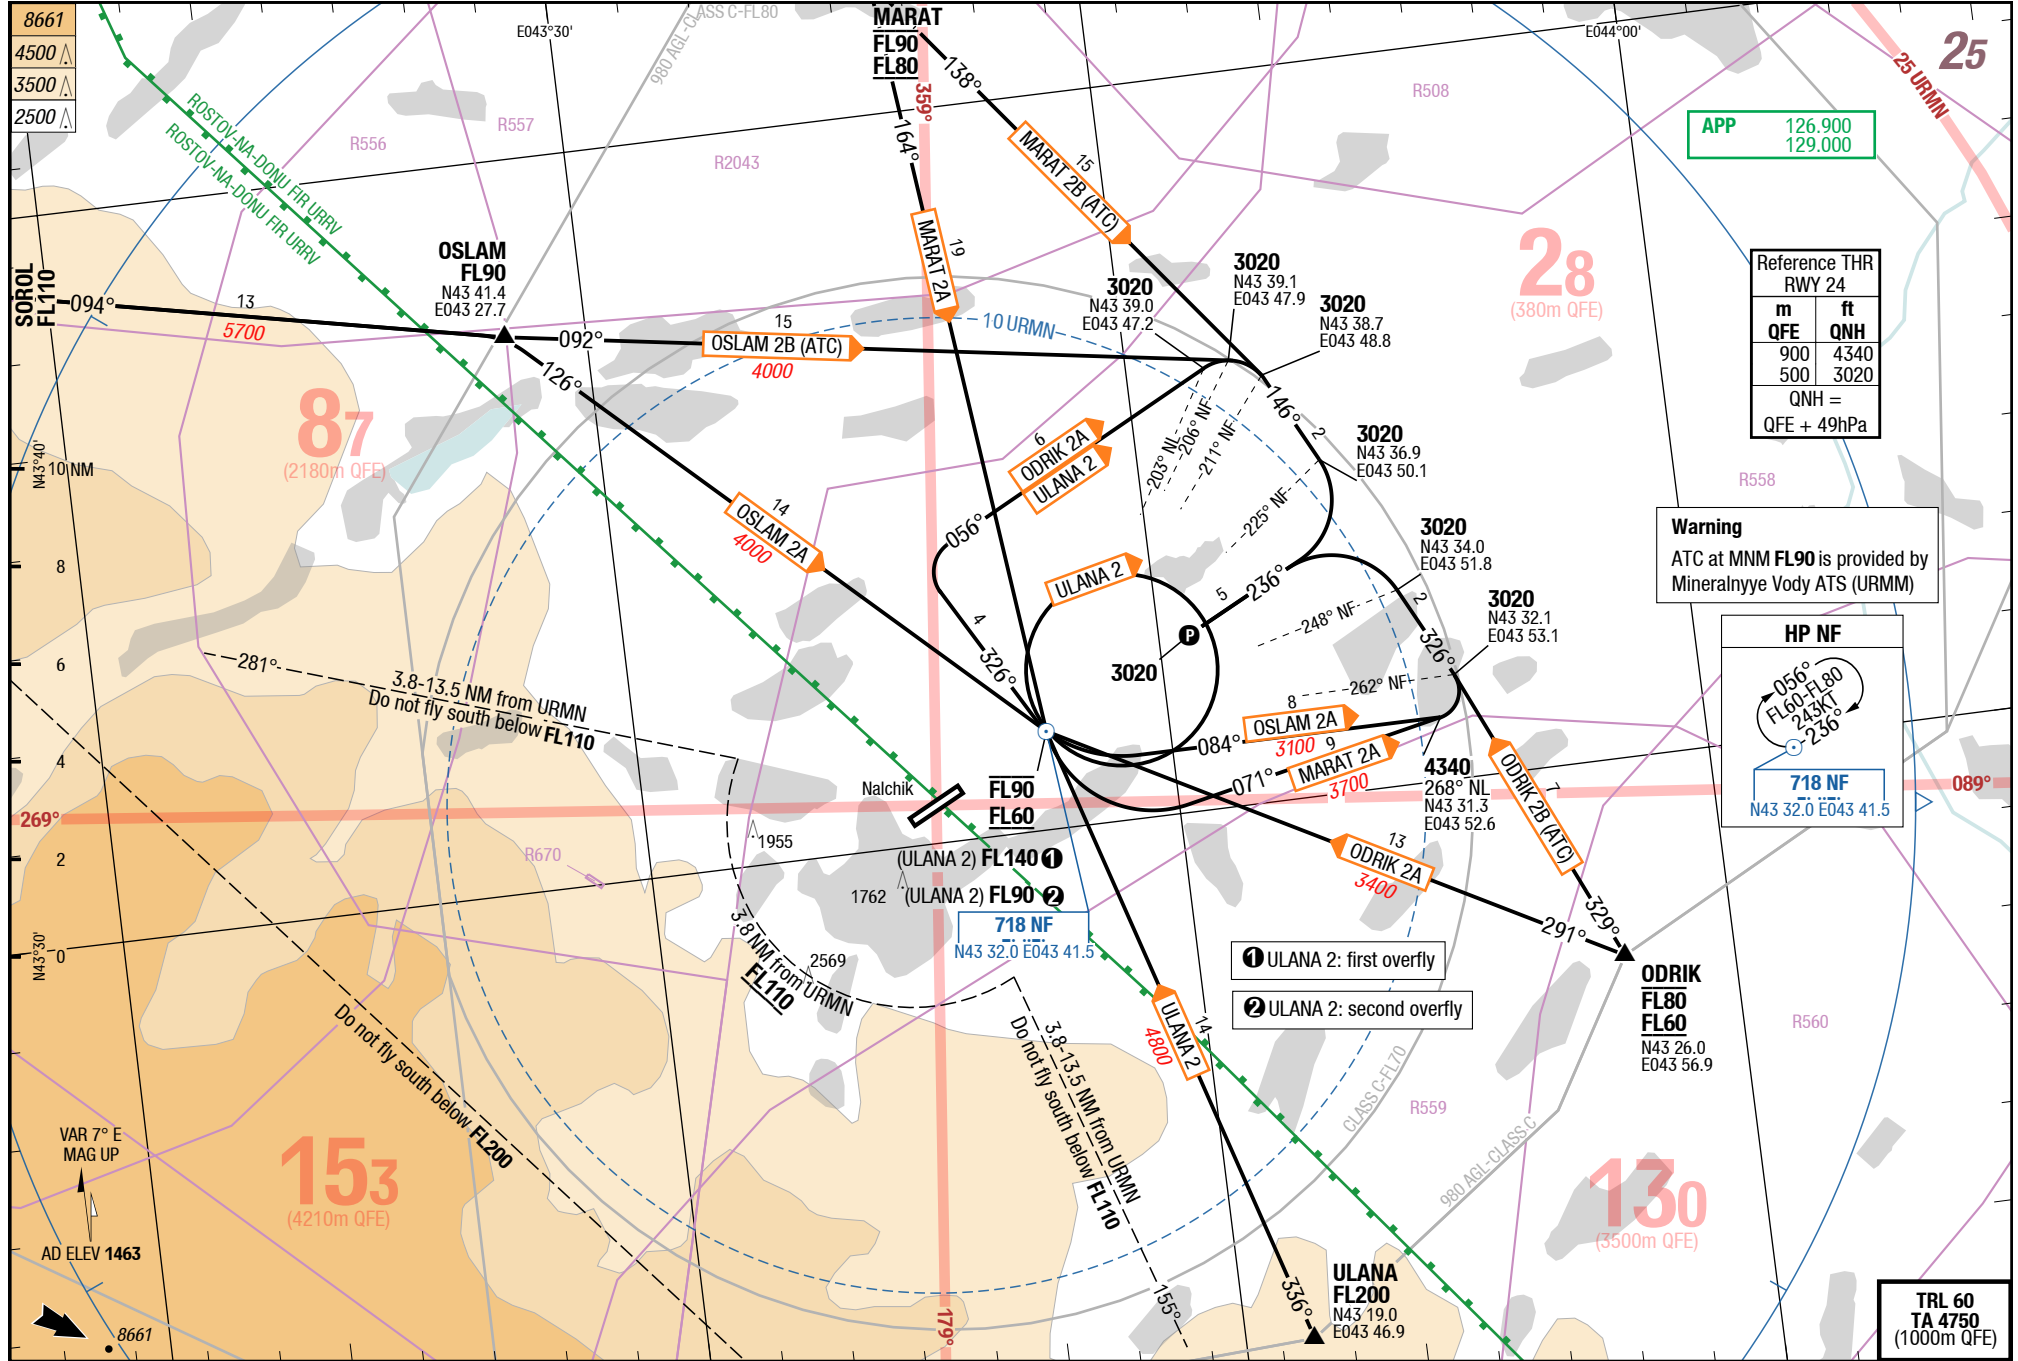 8661
4500
3500
2500
E043°30'
980 AGL-CLASS C-FL80
MARAT
FL90
FL80
E044°00'
25
25 URMN
ROSTOV-NA-DONU FIR URRV
ROSTOV-NA-DONU FIR URRV
R556
R557
R2043
359°
138°
164°
R508
APP 126.900
129.000
MARAT 2B (ATC)
15
MARAT 2A
19
OSLAM
FL90
N43 41.4
E043 27.7
SOROL
FL110
094°
13
5700
092°
15
OSLAM 2B (ATC)
4000
10 URMN
126°
3020
N43 39.0
E043 47.2
3020
N43 39.1
E043 47.9
3020
N43 38.7
E043 48.8
28
(380m QFE)
Reference THR
RWY 24
m ft
QFE QNH
900 4340
500 3020
QNH =
QFE + 49hPa
87
(2180m QFE)
N43°40'
10 NM
8
6
4
2
0
N43°30'
6
ODRIK 2A
ULANA 2
056°
203° NL
206° NF
211° NF
146°
2
3020
N43 36.9
E043 50.1
225° NF
R558
14
OSLAM 2A
4000
3020
N43 34.0
E043 51.8
Warning
ATC at MNM FL90 is provided by
Mineralnyye Vody ATS (URMM)
ULANA 2
5
236°
248° NF
2
326°
3020
N43 32.1
E043 53.1
4
326°
P
3020
262° NF
HP NF
056°
FL60-FL80
243KT
236°
718 NF
N43 32.0 E043 41.5
281°
3.8-13.5 NM from URMN
Do not fly south below FL110
8
OSLAM 2A
084°
3100
9
MARAT 2A
071°
3700
4340
268° NL
N43 31.3
E043 52.6
7
ODRIK 2B (ATC)
329°
Nalchik
FL90
FL60
269°
089°
1955
R670
(ULANA 2) FL140 1
1762
(ULANA 2) FL90 2
718 NF
N43 32.0 E043 41.5
13
ODRIK 2A
3400
291°
3.8 NM from URMN
FL110
2569
1 ULANA 2: first overfly
2 ULANA 2: second overfly
ODRIK
FL80
FL60
N43 26.0
E043 56.9
R560
Do not fly south below FL200
3.8-13.5 NM from URMN
Do not fly south below FL110
155°
14
ULANA 2
4800
336°
CLASS C-FL70
R559
980 AGL-CLASS-C
VAR 7° E
MAG UP
AD ELEV 1463
8661
153
(4210m QFE)
130
(3500m QFE)
179°
ULANA
FL200
N43 19.0
E043 46.9
TRL 60
TA 4750
(1000m QFE)